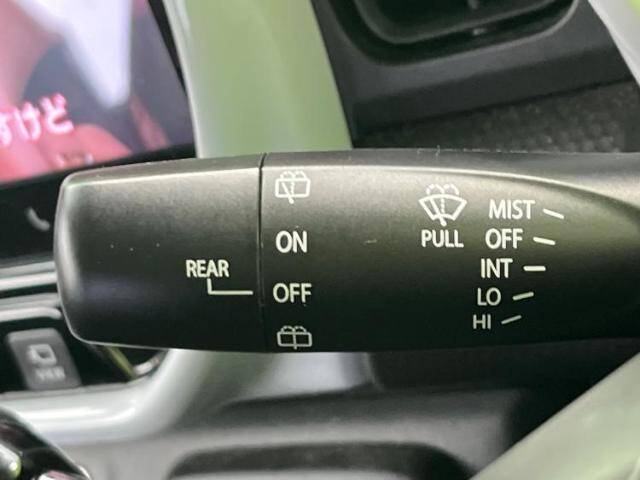 すけど
REAR
ON
OFF
PULL
MIST
OFF
INT
LO
HI